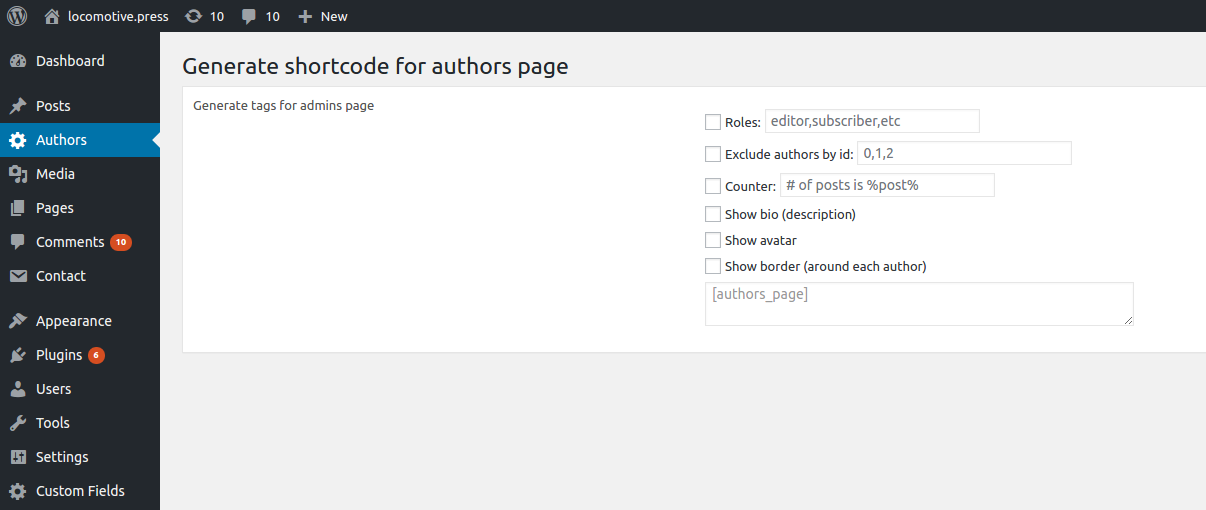 locomotive.press 10 10 New
Dashboard
Posts
Authors
Media
Pages
Comments 10
Contact
Appearance
Plugins 6
Users
Tools
Settings
Custom Fields
Generate shortcode for authors page
Generate tags for admins page
Roles: editor,subscriber,etc
Exclude authors by id: 0,1,2
Counter: # of posts is %post%
Show bio (description)
Show avatar
Show border (around each author)
[authors_page]